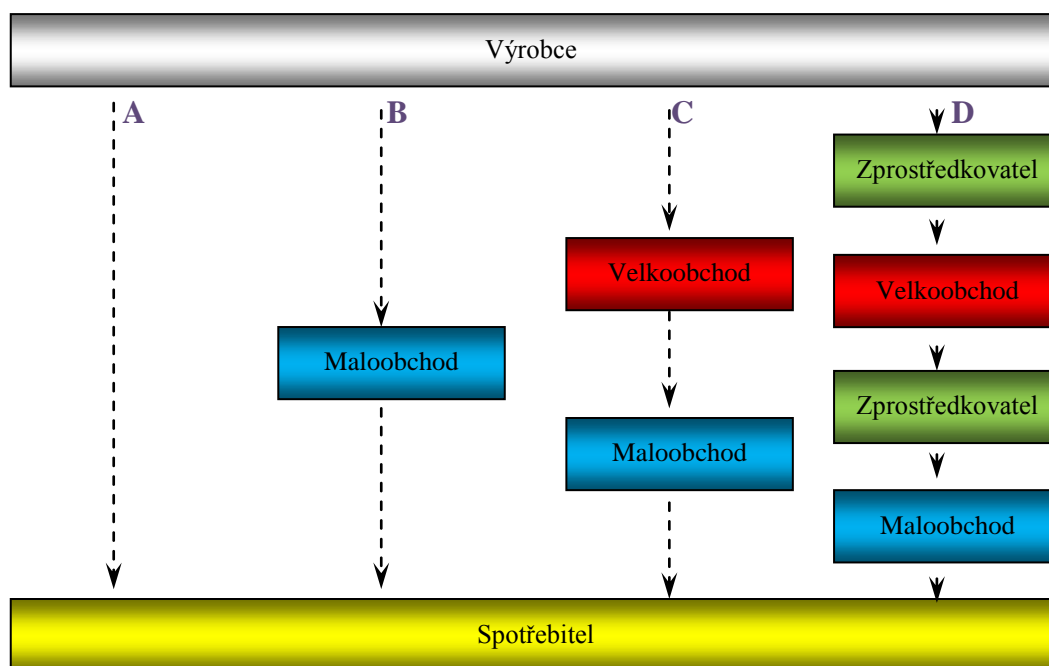 Výrobce
A
B
C
D
Zprostředkovatel
Velkoobchod
Velkoobchod
Maloobchod
Zprostředkovatel
Maloobchod
Maloobchod
Spotřebitel